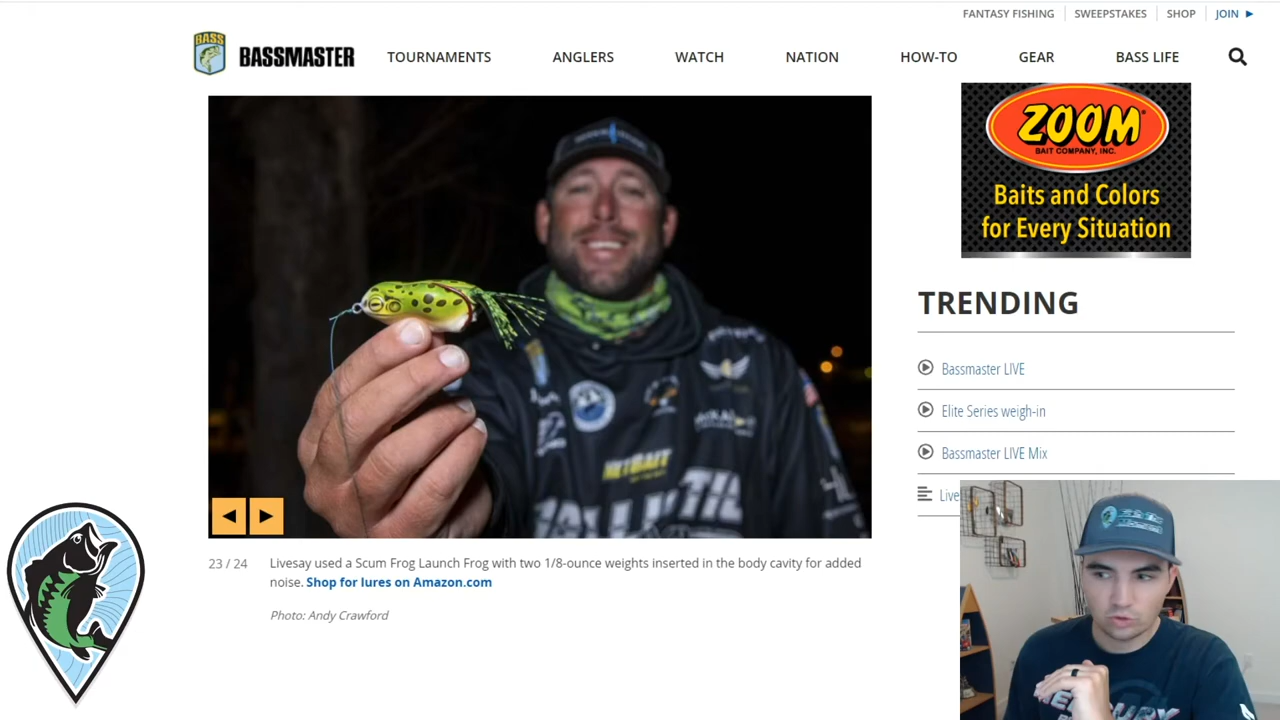 FANTASY FISHING
SWEEPSTAKES
SHOP
JOIN ►
BASS
BASSMASTER
TOURNAMENTS
ANGLERS
WATCH
NATION
HOW-TO
GEAR
BASS LIFE
ZOOM
BAIT COMPANY, INC.
Baits and Colors
for Every Situation
TRENDING
Bassmaster LIVE
Elite Series weigh-in
Bassmaster LIVE Mix
Live
23 / 24
Livesay used a Scum Frog Launch Frog with two 1/8-ounce weights inserted in the body cavity for added
noise. Shop for lures on Amazon.com
Photo: Andy Crawford